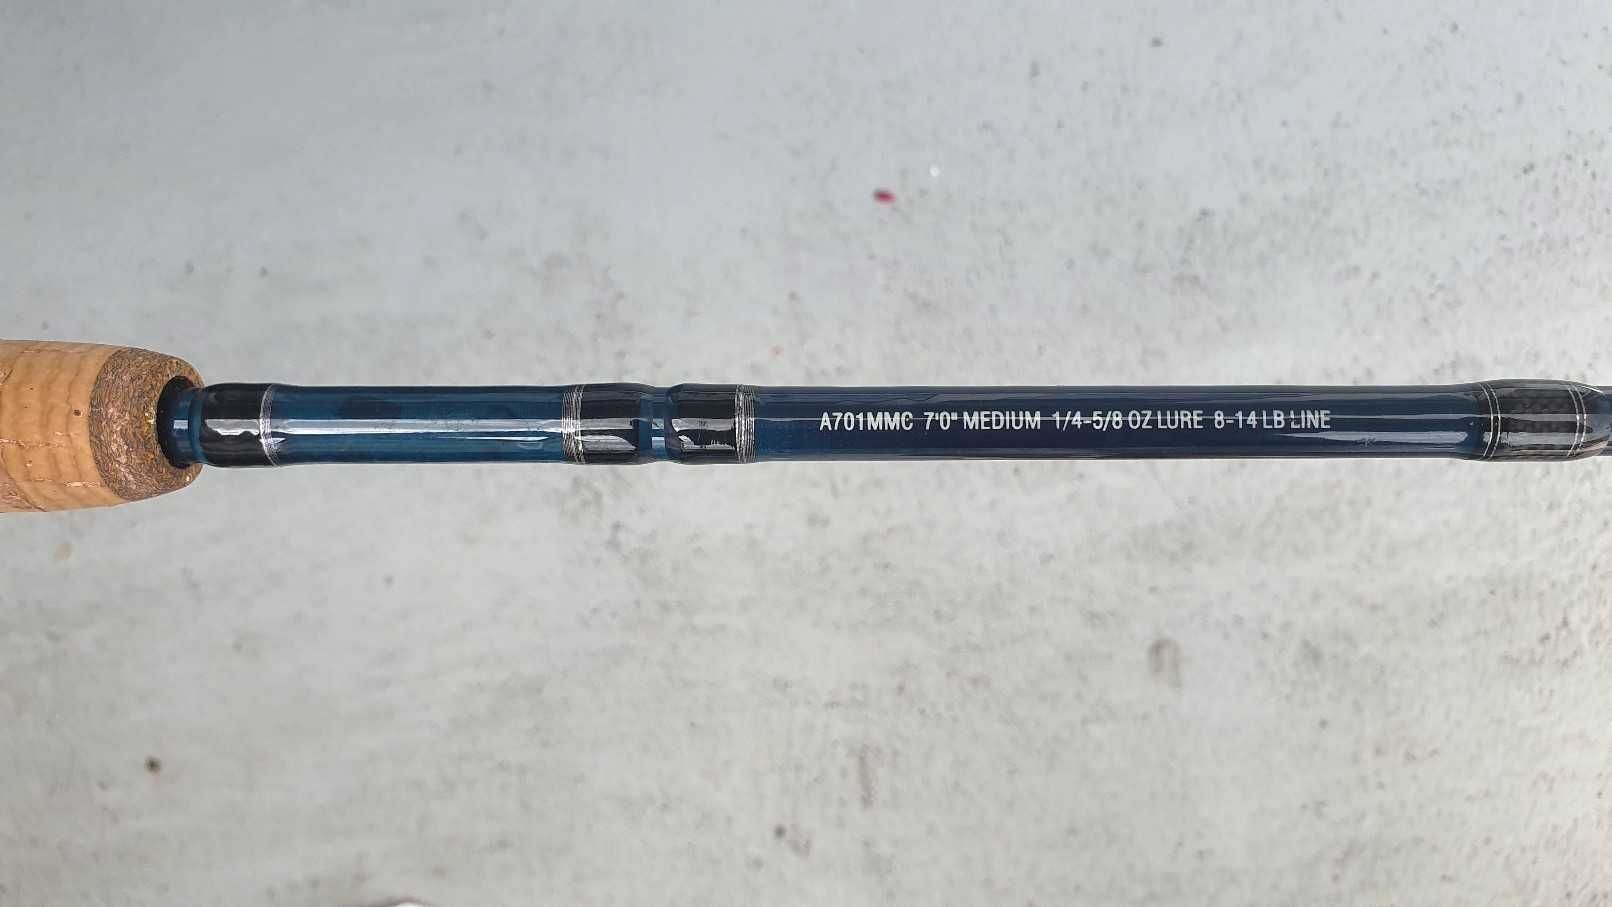 A701MMC 7'0" MEDIUM 1/4-5/8 OZ LURE 8-14 LB LINE